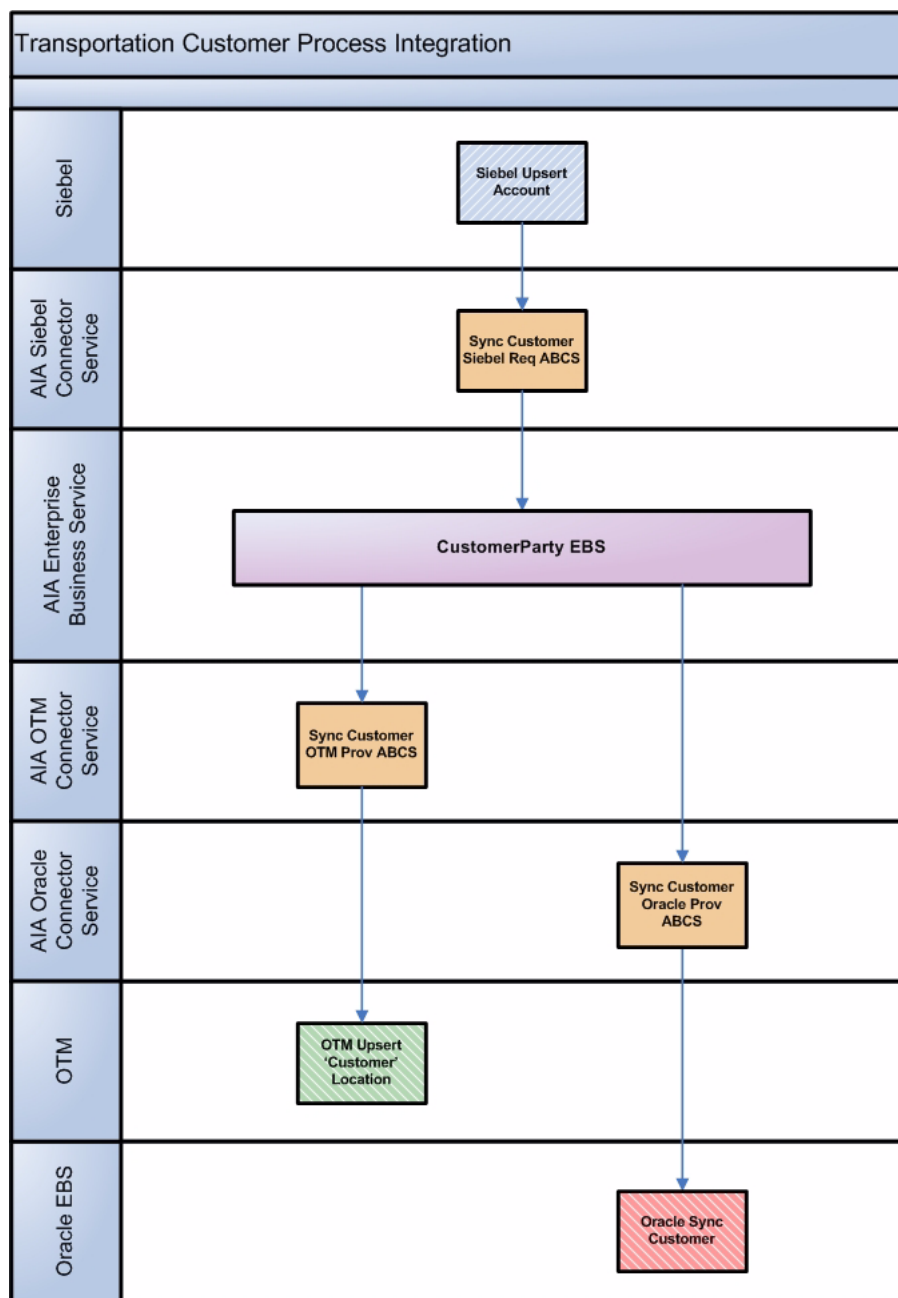 Transportation Customer Process Integration
Siebel
Siebel Upsert
Account
AIA Siebel
Connector
Service
Sync Customer
Siebel Req ABCS
AIA Enterprise
Business Service
CustomerParty EBS
AIA OTM
Connector
Service
Sync Customer
OTM Prov ABCS
AIA Oracle
Connector
Service
Sync Customer
Oracle Prov
ABCS
OTM
OTM Upsert
‘Customer’
Location
Oracle EBS
Oracle Sync
Customer